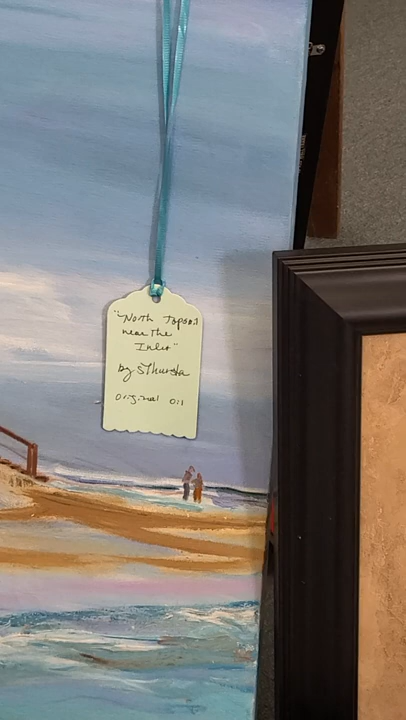 "North Topsail
near the
Inlet"
by SThursta
original oil